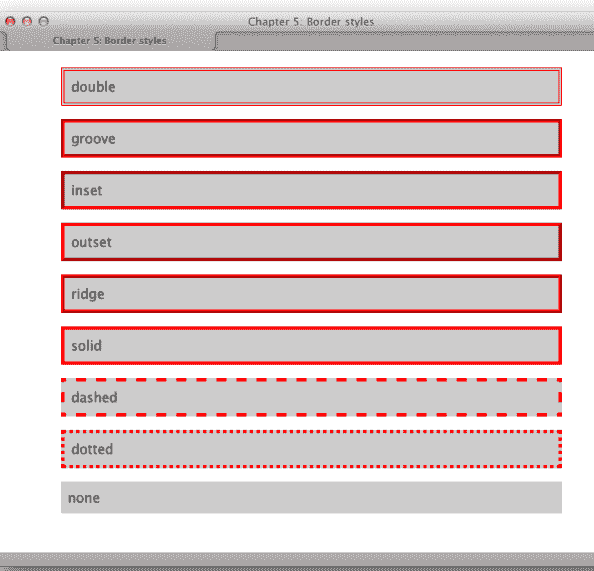 Chapter 5. Border styles
Chapter 5: Border styles
double
groove
inset
outset
ridge
solid
dashed
dotted
none